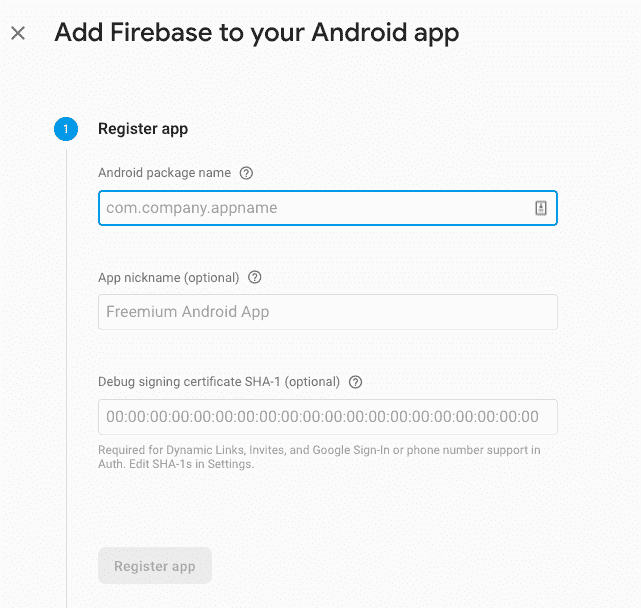 Add Firebase to your Android app
1
Register app
Android package name ?
com.company.appname
App nickname (optional) ?
Freemium Android App
Debug signing certificate SHA-1 (optional) ?
00:00:00:00:00:00:00:00:00:00:00:00:00:00:00:00:00:00:00:00
Required for Dynamic Links, Invites, and Google Sign-In or phone number support in
Auth. Edit SHA-1s in Settings.
Register app